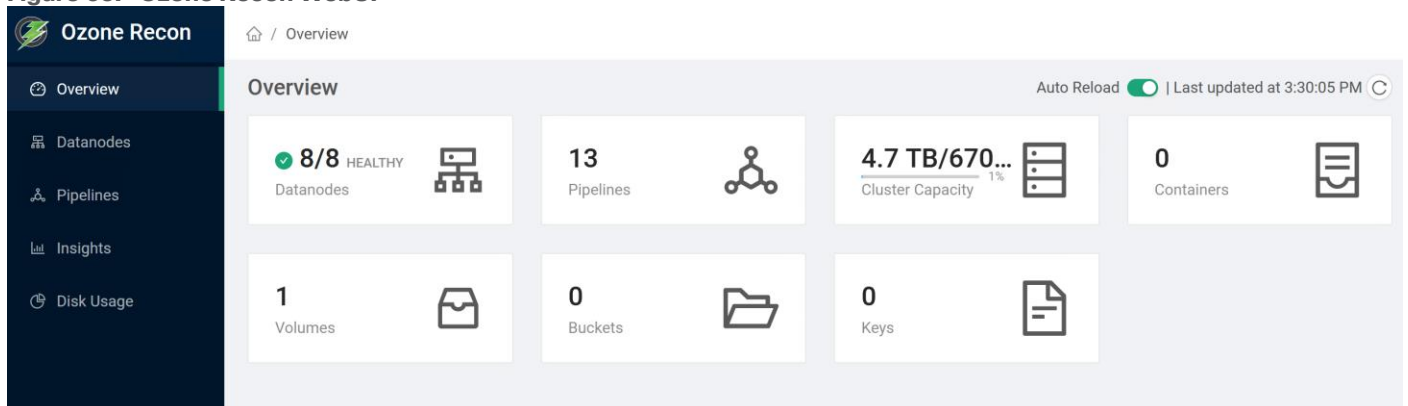 Ozone Recon
/ Overview
Overview
Datanodes
Pipelines
Insights
Disk Usage
Overview
Auto Reload | Last updated at 3:30:05 PM
8/8 HEALTHY
Datanodes
13
Pipelines
4.7 TB/670...
1%
Cluster Capacity
0
Containers
1
Volumes
0
Buckets
0
Keys